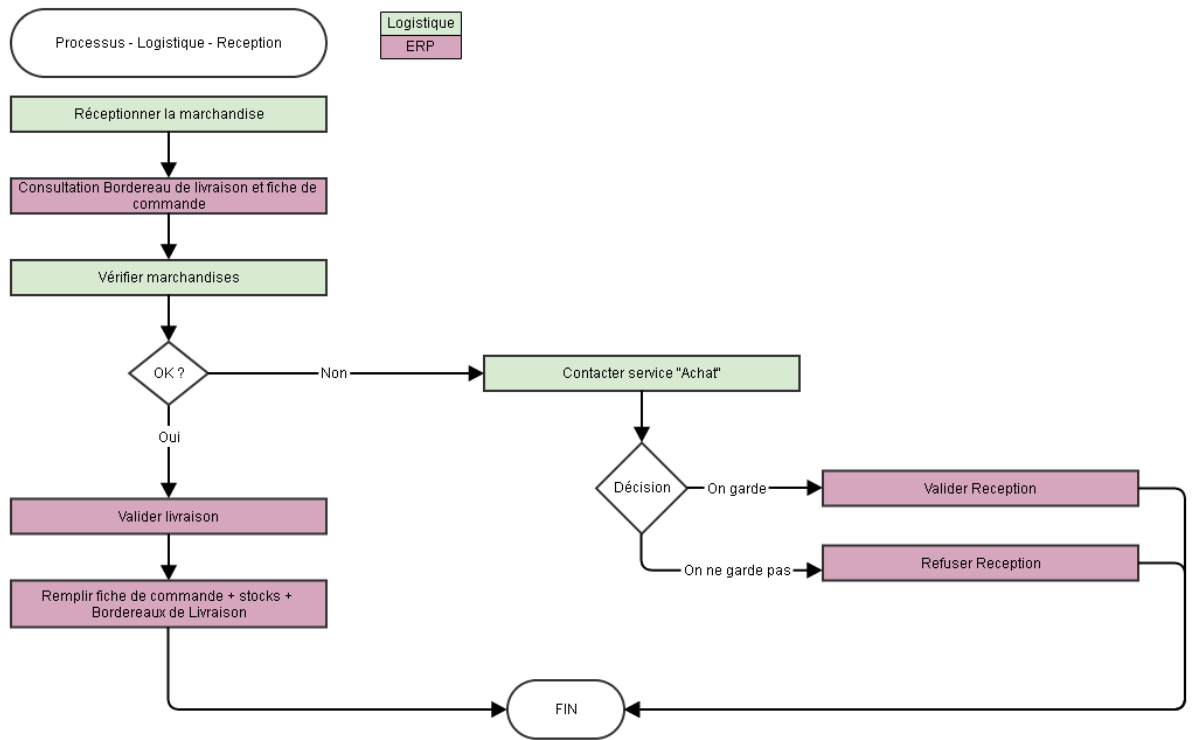 Processus - Logistique - Reception
Logistique
ERP
Réceptionner la marchandise
Consultation Bordereau de livraison et fiche de
commande
Vérifier marchandises
OK ?
Non
Contacter service "Achat"
Oui
Décision
On garde
Valider Reception
Valider livraison
On ne garde pas
Refuser Reception
Remplir fiche de commande + stocks +
Bordereaux de Livraison
FIN